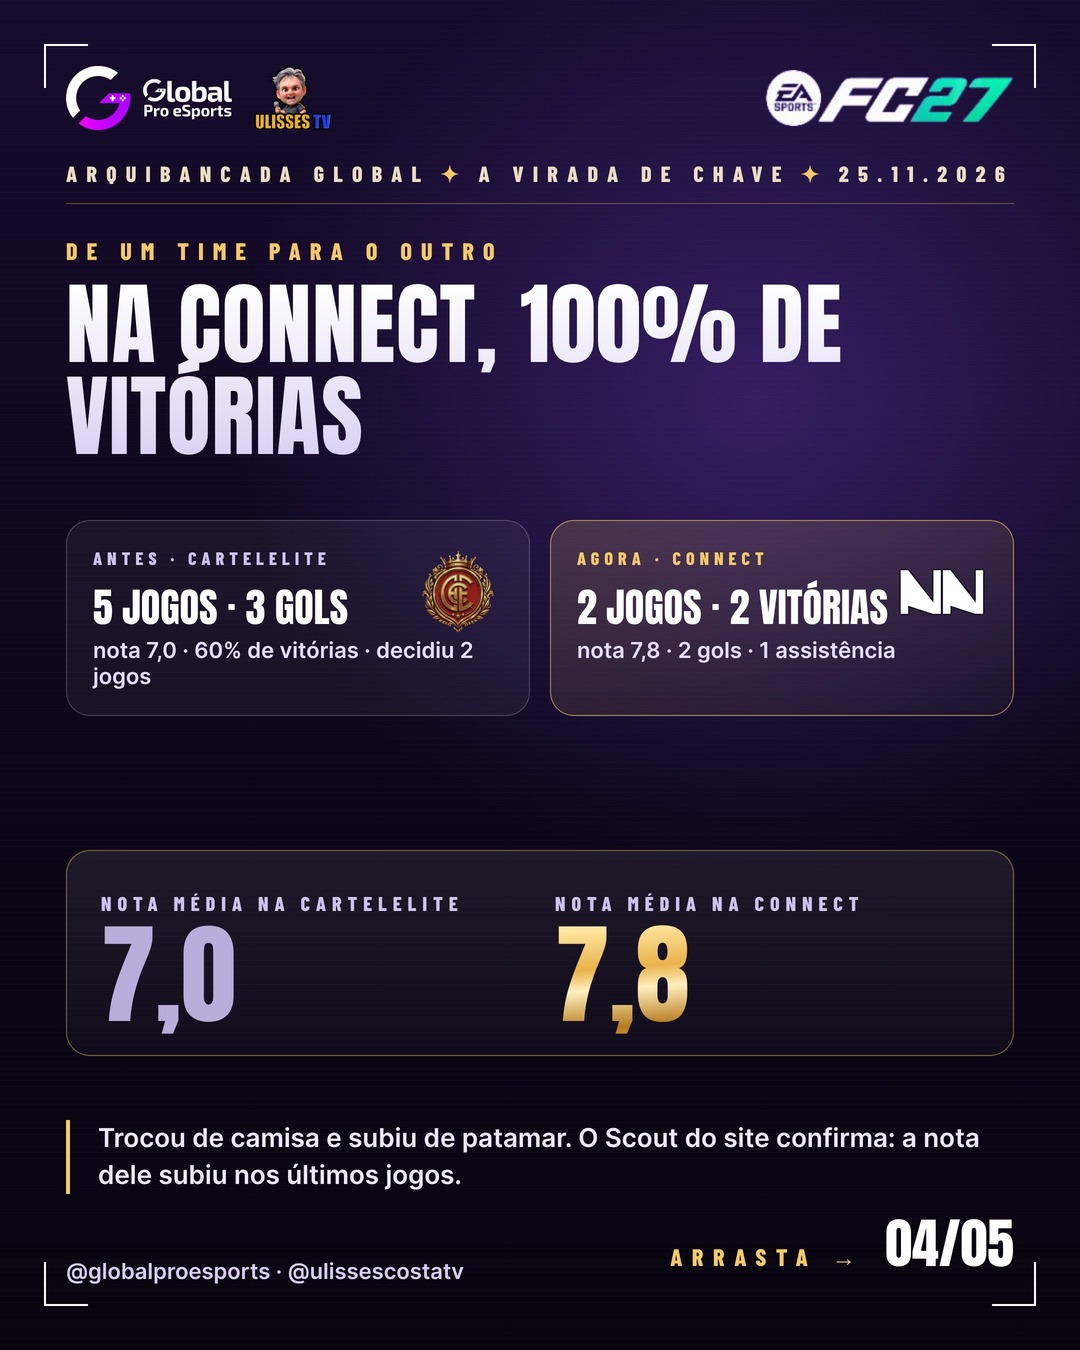 Global
Pro eSports
ULISSES TV
EA
SPORTS
FC27
ARQUIBANCADA GLOBAL ✦ A VIRADA DE CHAVE ✦ 25.11.2026
DE UM TIME PARA O OUTRO
NA CONNECT, 100% DE
VITÓRIAS
ANTES · CARTELELITE
5 JOGOS · 3 GOLS
nota 7,0 · 60% de vitórias · decidiu 2
jogos
AGORA · CONNECT
2 JOGOS · 2 VITÓRIAS
nota 7,8 · 2 gols · 1 assistência
NOTA MÉDIA NA CARTELELITE
7,0
NOTA MÉDIA NA CONNECT
7,8
Trocou de camisa e subiu de patamar. O Scout do site confirma: a nota
dele subiu nos últimos jogos.
@globalproesports · @ulissescostatv
ARRASTA →
04/05